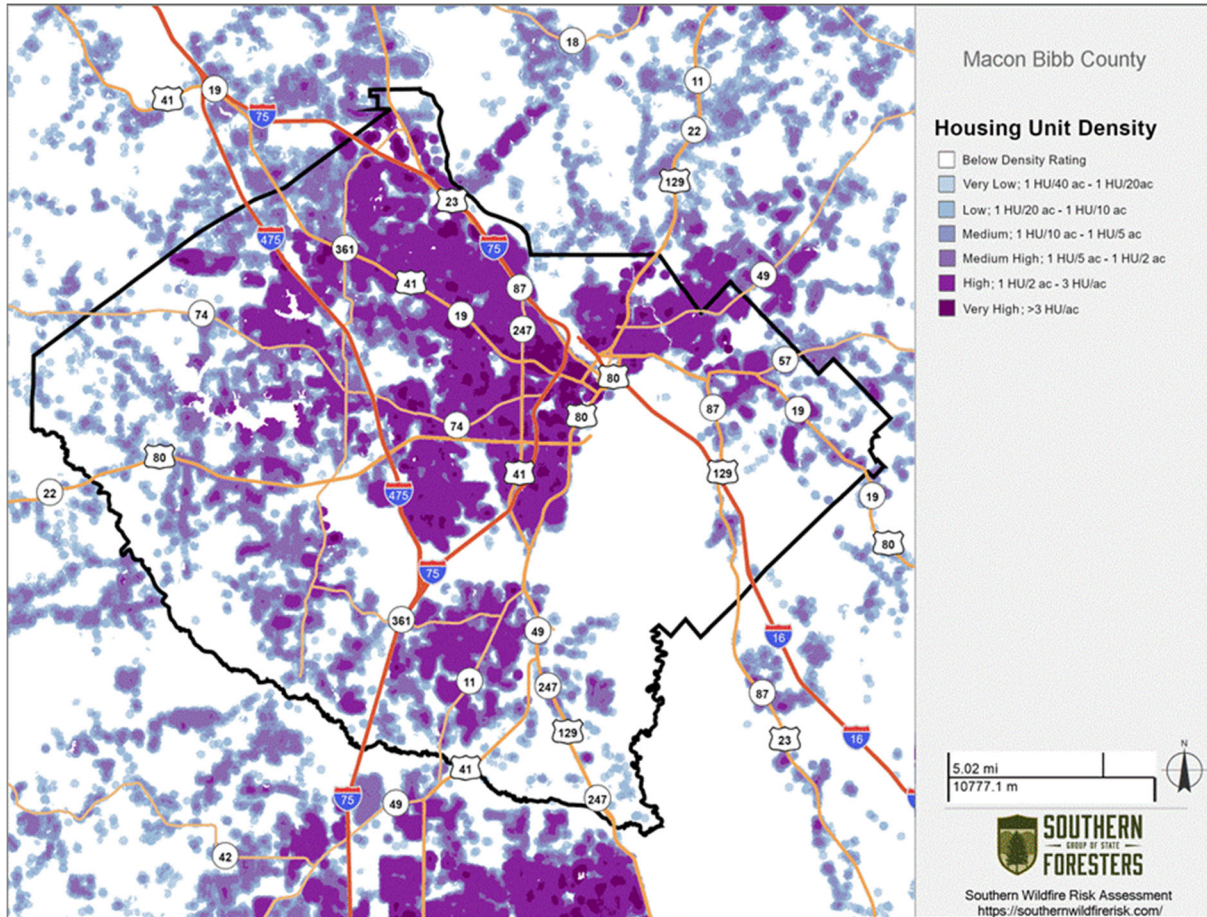 Macon Bibb County
Housing Unit Density
Below Density Rating
Very Low; 1 HU/40 ac - 1 HU/20ac
Low; 1 HU/20 ac - 1 HU/10 ac
Medium; 1 HU/10 ac - 1 HU/5 ac
Medium High; 1 HU/5 ac - 1 HU/2 ac
High; 1 HU/2 ac - 3 HU/ac
Very High; >3 HU/ac
18
11
41
19
75
22
129
23
475
361
75
49
41
87
74
19
247
57
80
87
19
80
74
41
80
129
22
475
19
80
75
361
49
16
11
247
87
129
23
16
41
75
49
247
42
N
5.02 mi
10777.1 m
SOUTHERN
GROUP OF STATE
FORESTERS
Southern Wildfire Risk Assessment
https://southernwildfirerisk.com/